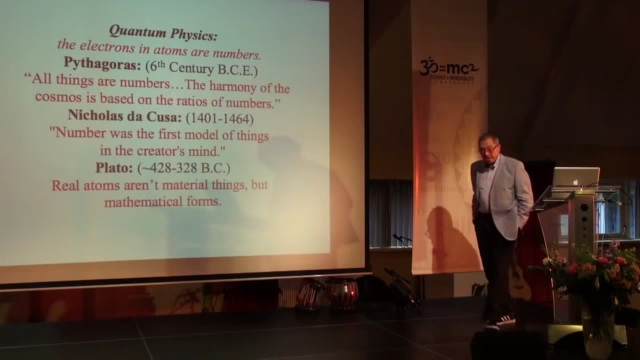 Quantum Physics:
the electrons in atoms are numbers.
Pythagoras: (6th Century B.C.E.)
“All things are numbers…The harmony of the
cosmos is based on the ratios of numbers.”
Nicholas da Cusa: (1401-1464)
"Number was the first model of things
in the creator's mind."
Plato: (~428-328 B.C.)
Real atoms aren’t material things, but
mathematical forms.
ॐ=mc2